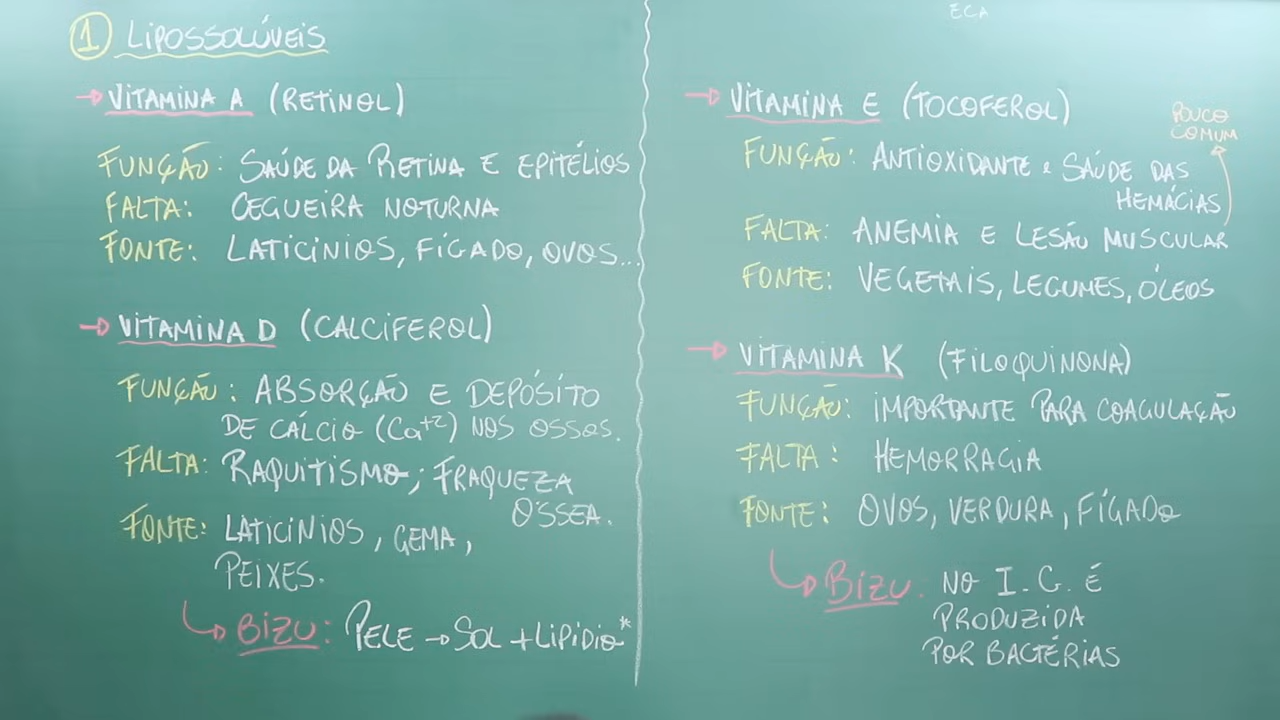 1 LIPOSSOLÚVEIS
→ VITAMINA A (RETINOL)
FUNÇÃO: SAÚDE DA RETINA E EPITÉLIOS
FALTA: CEGUEIRA NOTURNA
FONTE: LATICÍNIOS, FÍGADO, OVOS...
→ VITAMINA D (CALCIFEROL)
FUNÇÃO: ABSORÇÃO E DEPÓSITO
DE CÁLCIO (Ca+2) NOS OSSOS.
FALTA: RAQUITISMO; FRAQUEZA
ÓSSEA.
FONTE: LATICÍNIOS, GEMA,
PEIXES.
→ BIZU: PELE → SOL + LIPÍDIO*
ECA
→ VITAMINA E (TOCOFEROL)
POUCO
COMUM
FUNÇÃO: ANTIOXIDANTE E SAÚDE DAS
HEMÁCIAS
FALTA: ANEMIA E LESÃO MUSCULAR
FONTE: VEGETAIS, LEGUMES, ÓLEOS
→ VITAMINA K (FILOQUINONA)
FUNÇÃO: IMPORTANTE PARA COAGULAÇÃO
FALTA: HEMORRAGIA
FONTE: OVOS, VERDURA, FÍGADO
→ BIZU. NO I.G. É
PRODUZIDA
POR BACTÉRIAS